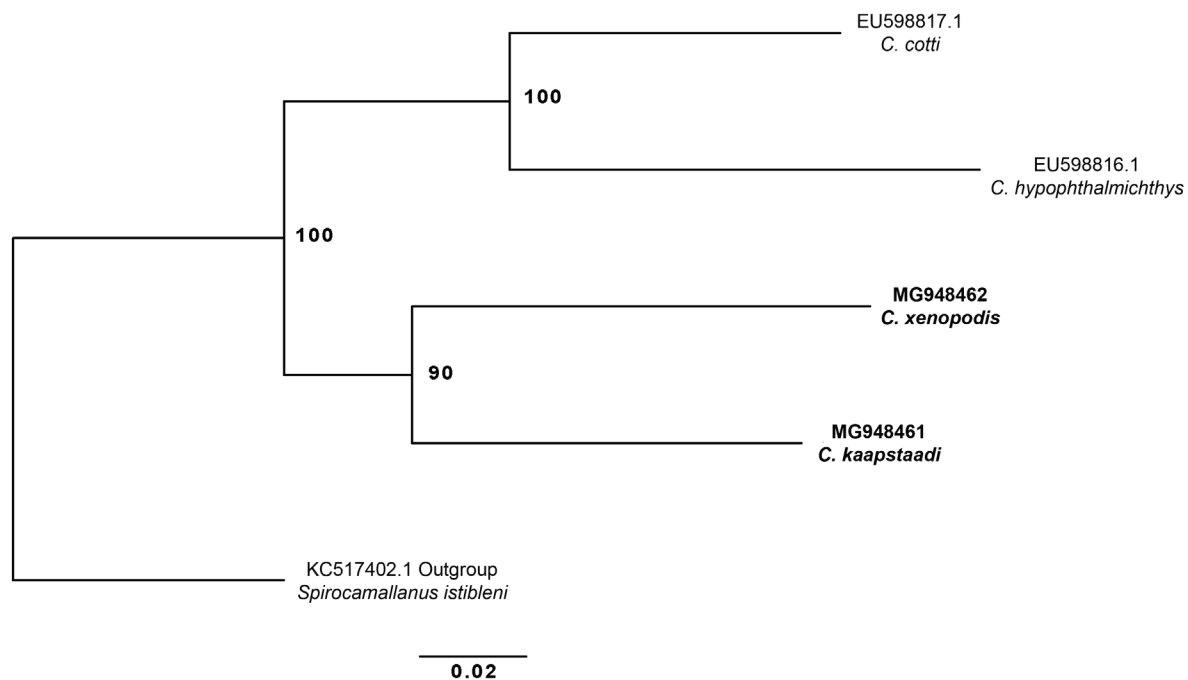 EU598817.1
C. cotti
100
EU598816.1
C. hypophthalmichthys
100
MG948462
C. xenopodis
90
MG948461
C. kaapstaadi
KC517402.1 Outgroup
Spirocamallanus istibleni
0.02